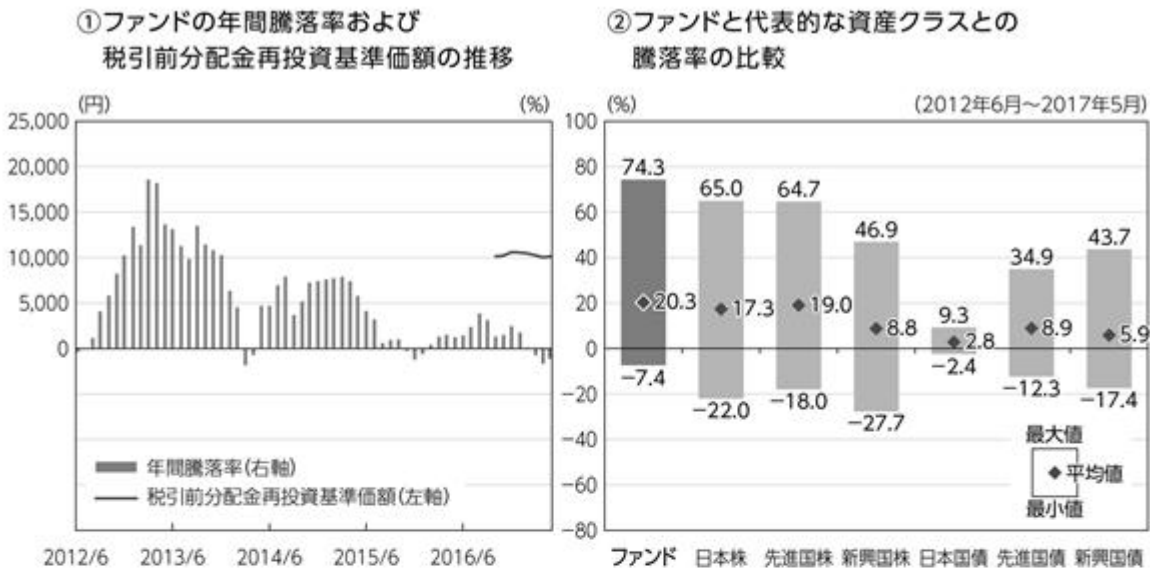 ①ファンドの年間騰落率および
税引前分配金再投資基準価額の推移
(円)
(%)
25,000
20,000
15,000
10,000
5,000
0
年間騰落率(右軸)
税引前分配金再投資基準価額(左軸)
2012/6 2013/6 2014/6 2015/6 2016/6
②ファンドと代表的な資産クラスとの
騰落率の比較
(%)
(2012年6月~2017年5月)
100
80
60
40
20
0
−20
−40
−60
−80
74.3 65.0 64.7 46.9 9.3 34.9 43.7
20.3 17.3 19.0 8.8 2.8 8.9 5.9
−7.4 −22.0 −18.0 −27.7 −2.4 −12.3 −17.4
最大値
平均値
最小値
ファンド 日本株 先進国株 新興国株 日本国債 先進国債 新興国債